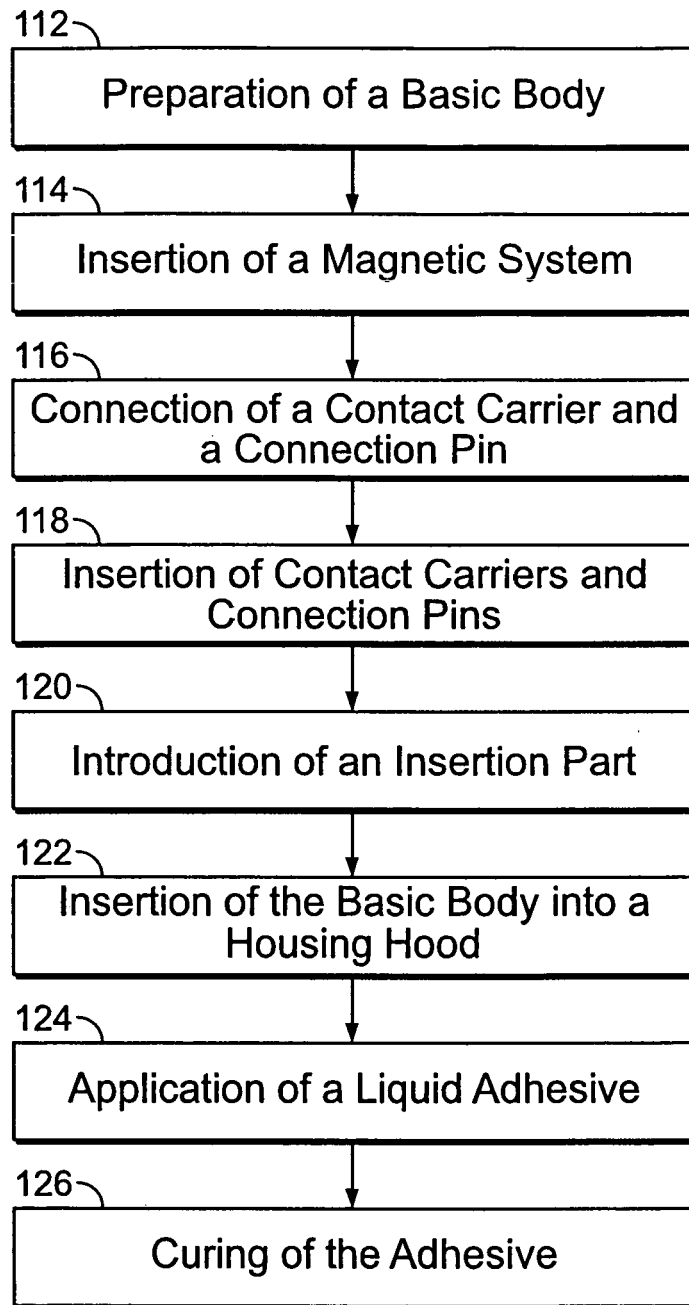 112
Preparation of a Basic Body
114
Insertion of a Magnetic System
116
Connection of a Contact Carrier and
a Connection Pin
118
Insertion of Contact Carriers and
Connection Pins
120
Introduction of an Insertion Part
122
Insertion of the Basic Body into a
Housing Hood
124
Application of a Liquid Adhesive
126
Curing of the Adhesive